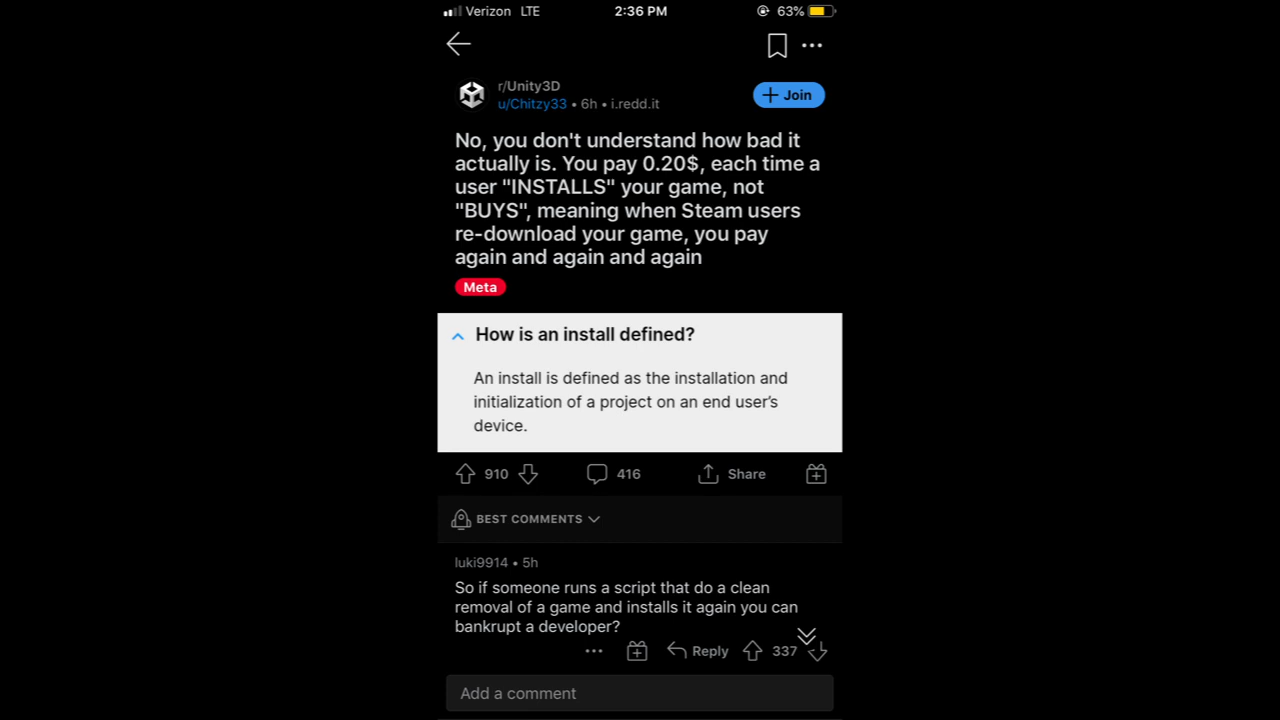 Verizon LTE 2:36 PM 63%
r/Unity3D
u/Chitzy33 • 6h • i.redd.it
Join
No, you don't understand how bad it
actually is. You pay 0.20$, each time a
user "INSTALLS" your game, not
"BUYS", meaning when Steam users
re-download your game, you pay
again and again and again
Meta
How is an install defined?
An install is defined as the installation and
initialization of a project on an end user's
device.
910 416 Share
BEST COMMENTS
luki9914 • 5h
So if someone runs a script that do a clean
removal of a game and installs it again you can
bankrupt a developer?
Reply 337
Add a comment